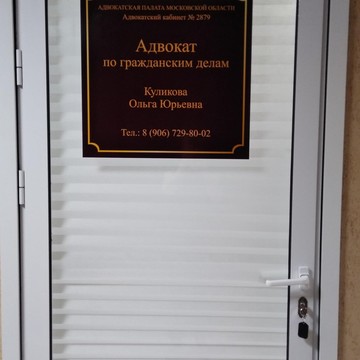 АДВОКАТСКАЯ ПАЛАТА МОСКОВСКОЙ ОБЛАСТИ
Адвокатский кабинет № 2879
Адвокат
по гражданским делам
Куликова
Ольга Юрьевна
Тел.: 8 (906) 729-80-02